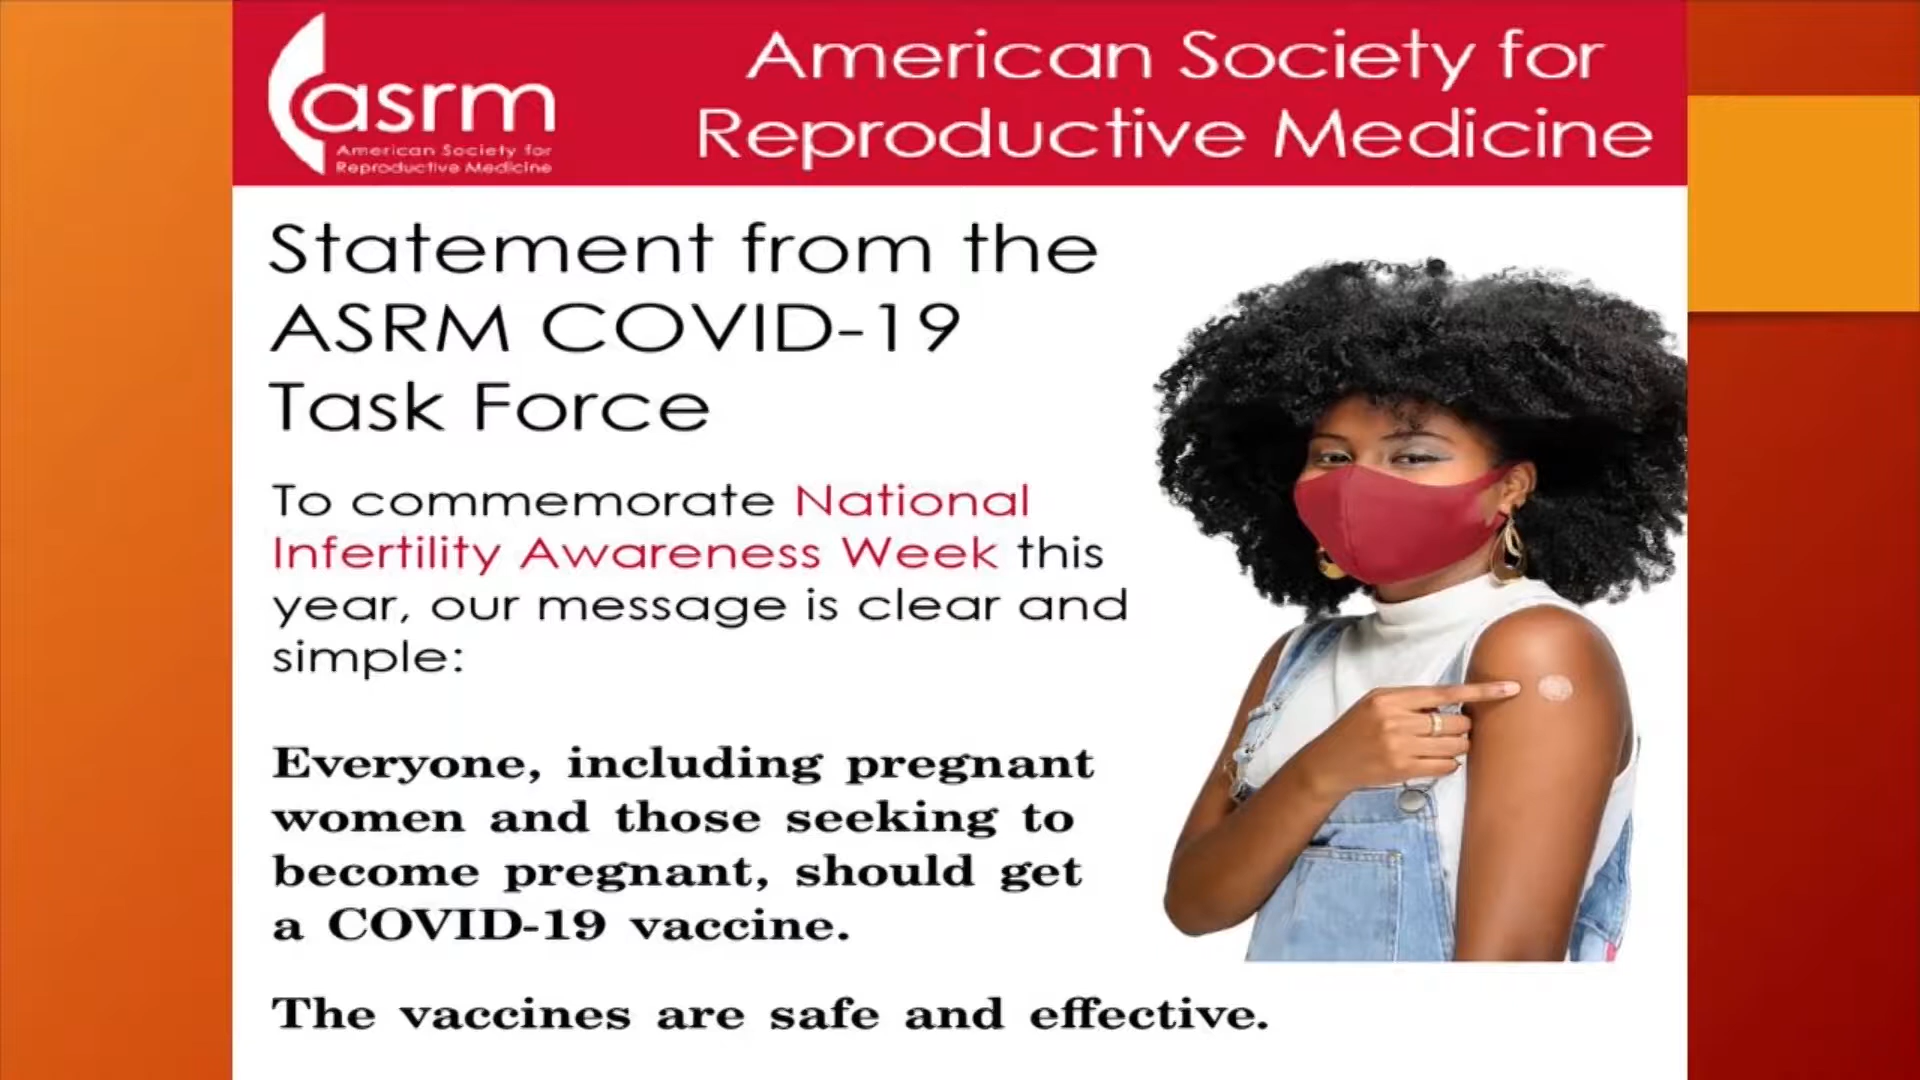 asrm
American Society for
Reproductive Medicine
American Society for
Reproductive Medicine
Statement from the
ASRM COVID-19
Task Force
To commemorate National
Infertility Awareness Week this
year, our message is clear and
simple:
Everyone, including pregnant
women and those seeking to
become pregnant, should get
a COVID-19 vaccine.
The vaccines are safe and effective.